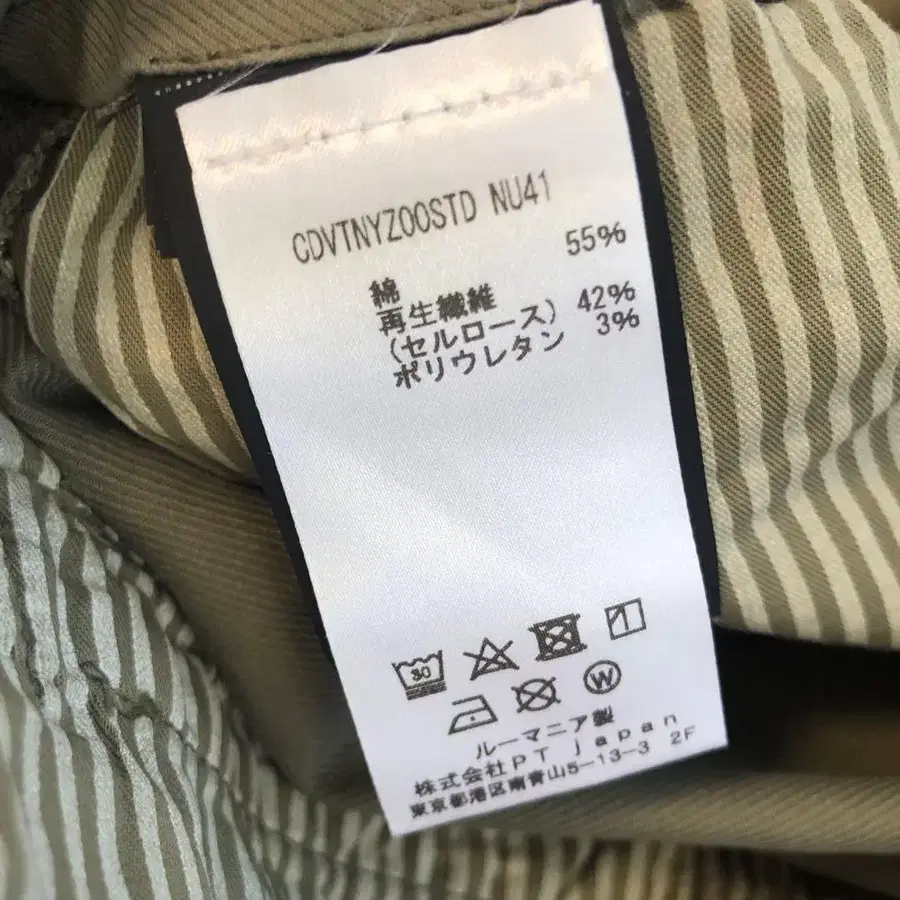 CDVTNYZ00STD NU41
綿 55%
再生繊維
(セルロース) 42%
ポリウレタン 3%
30
W
ルーマニア製
株式会社PT japan
東京都港区南青山5-13-3 2F